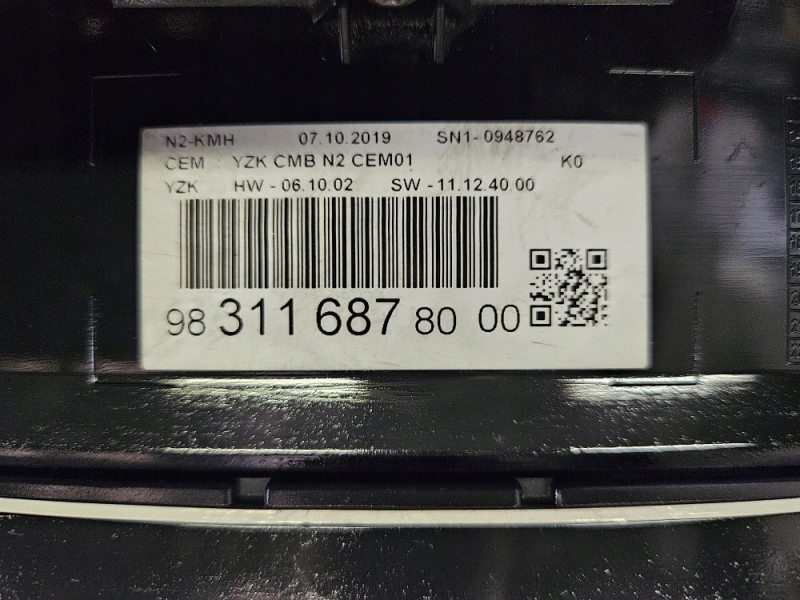 N2-KMH 07.10.2019 SN1- 0948762
CEM : YZK CMB N2 CEM01 K0
YZK HW - 06.10.02 SW - 11.12.40.00
98 311 687 80 00